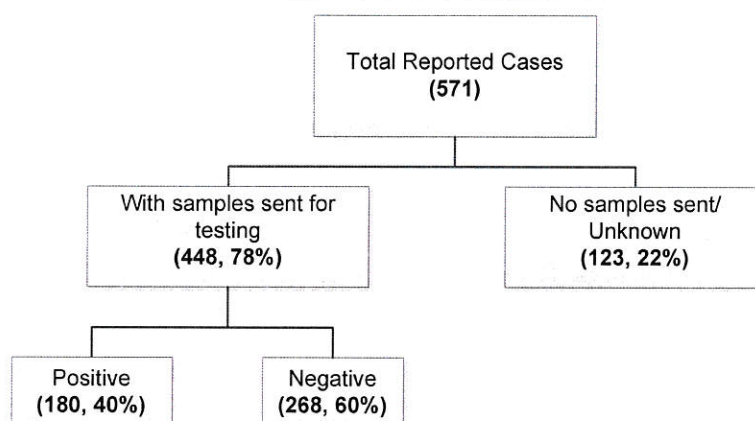 Total Reported Cases
(571)
With samples sent for
testing
(448, 78%)
No samples sent/
Unknown
(123, 22%)
Positive
(180, 40%)
Negative
(268, 60%)